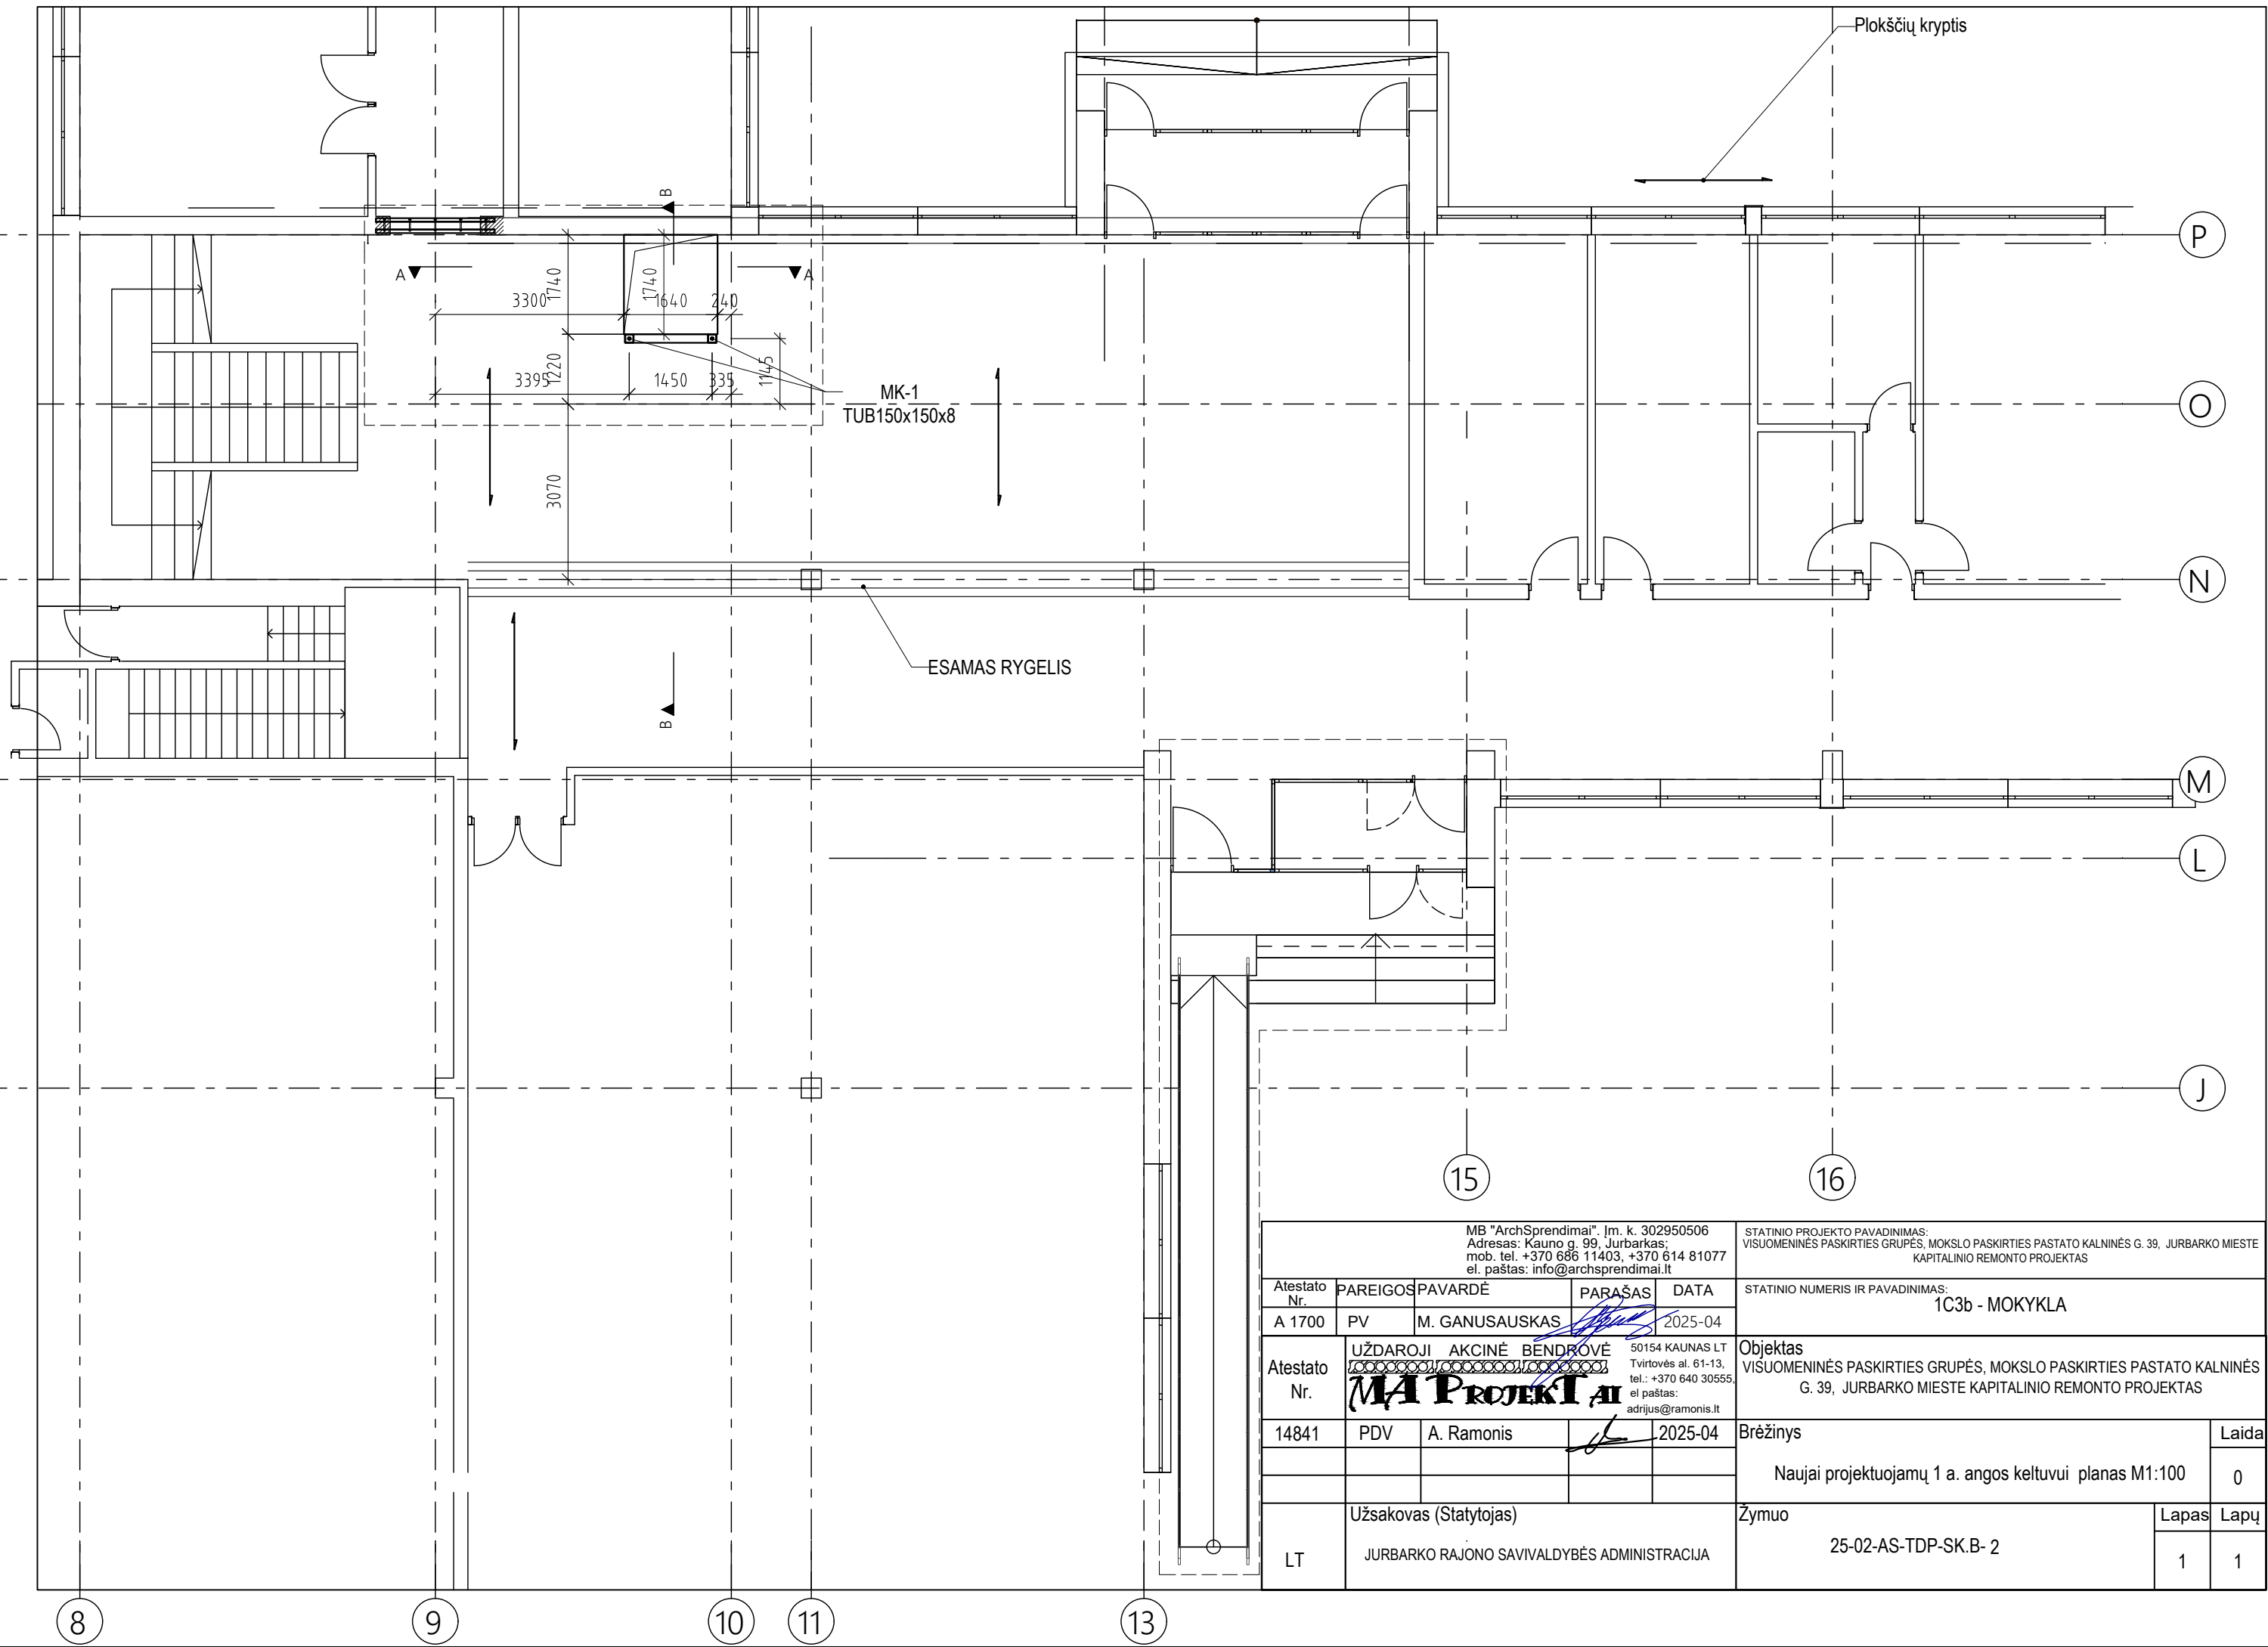 Plokščių kryptis
P
B
A
A
1740
1740
3300
1640
240
1220
3395
1450
335
1145
MK-1
TUB150x150x8
O
3070
N
ESAMAS RYGELIS
B
M
L
J
15
16
8
9
10
11
13
MB "ArchSprendimai". Įm. k. 302950506
Adresas: Kauno g. 99, Jurbarkas;
mob. tel. +370 686 11403, +370 614 81077
el. paštas: info@archsprendimai.lt
STATINIO PROJEKTO PAVADINIMAS:
VISUOMENINĖS PASKIRTIES GRUPĖS, MOKSLO PASKIRTIES PASTATO KALNINĖS G. 39, JURBARKO MIESTE
KAPITALINIO REMONTO PROJEKTAS
Atestato Nr.
PAREIGOS
PAVARDĖ
PARAŠAS
DATA
A 1700
PV
M. GANUSAUSKAS
2025-04
STATINIO NUMERIS IR PAVADINIMAS:
1C3b - MOKYKLA
Atestato
Nr.
UŽDAROJI AKCINĖ BENDROVĖ
MA PROJEKTAI
50154 KAUNAS LT
Tvirtovės al. 61-13,
tel.: +370 640 30555,
el paštas:
adrijus@ramonis.lt
Objektas
VISUOMENINĖS PASKIRTIES GRUPĖS, MOKSLO PASKIRTIES PASTATO KALNINĖS
G. 39, JURBARKO MIESTE KAPITALINIO REMONTO PROJEKTAS
14841
PDV
A. Ramonis
2025-04
Brėžinys
Laida
Naujai projektuojamų 1 a. angos keltuvui planas M1:100
0
LT
Užsakovas (Statytojas)
JURBARKO RAJONO SAVIVALDYBĖS ADMINISTRACIJA
Žymuo
25-02-AS-TDP-SK.B- 2
Lapas
Lapų
1
1